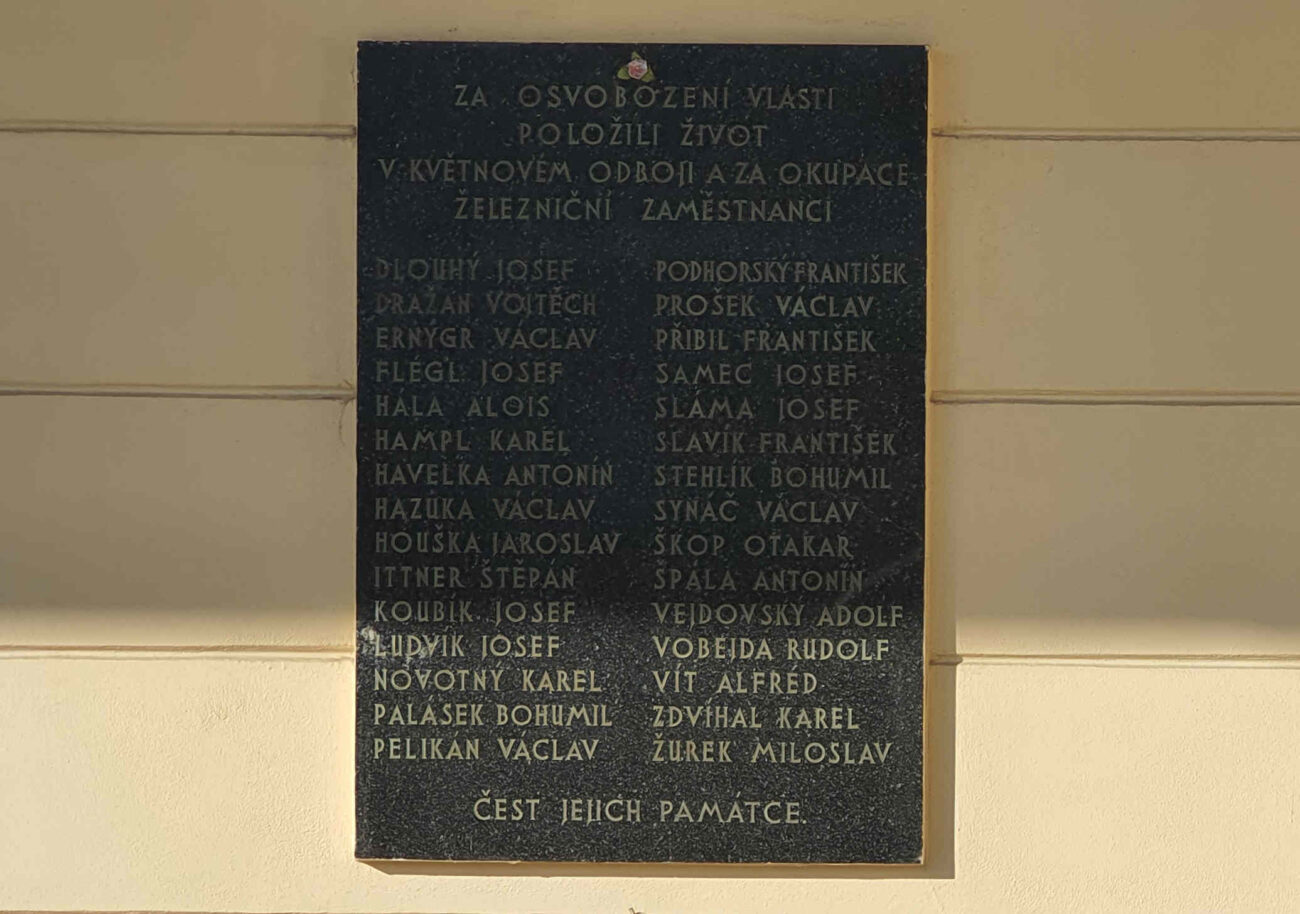 ZA OSVOBOZENÍ VLASTI
POLOŽILI ŽIVOT
V KVĚTNOVÉM ODBOJI A ZA OKUPACE
ŽELEZNIČNÍ ZAMĚSTNANCI
DLOUHÝ JOSEF
DRAŽAN VOJTĚCH
ERNYGR VÁCLAV
FLÉGL JOSEF
HÁLA ALOIS
HAMPL KAREL
HAVELKA ANTONÍN
HAZUKA VÁCLAV
HOUŠKA JAROSLAV
ITTNER ŠTĚPÁN
KOUBÍK JOSEF
LUDVÍK JOSEF
NOVOTNÝ KAREL
PALÁSEK BOHUMIL
PELIKÁN VÁCLAV
PODHORSKÝ FRANTIŠEK
PROŠEK VÁCLAV
PŘIBIL FRANTIŠEK
SAMEC JOSEF
SLÁMA JOSEF
SLAVÍK FRANTIŠEK
STEHLÍK BOHUMIL
SYNÁČ VÁCLAV
ŠKOP OTAKAR
ŠPÁLA ANTONÍN
VEJDOVSKÝ ADOLF
VOBEJDA RUDOLF
VÍT ALFRÉD
ZDVÍHAL KAREL
ŽUREK MILOSLAV
ČEST JEJICH PAMÁTCE.